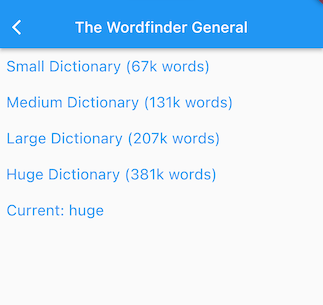 The Wordfinder General
Small Dictionary (67k words)
Medium Dictionary (131k words)
Large Dictionary (207k words)
Huge Dictionary (381k words)
Current: huge